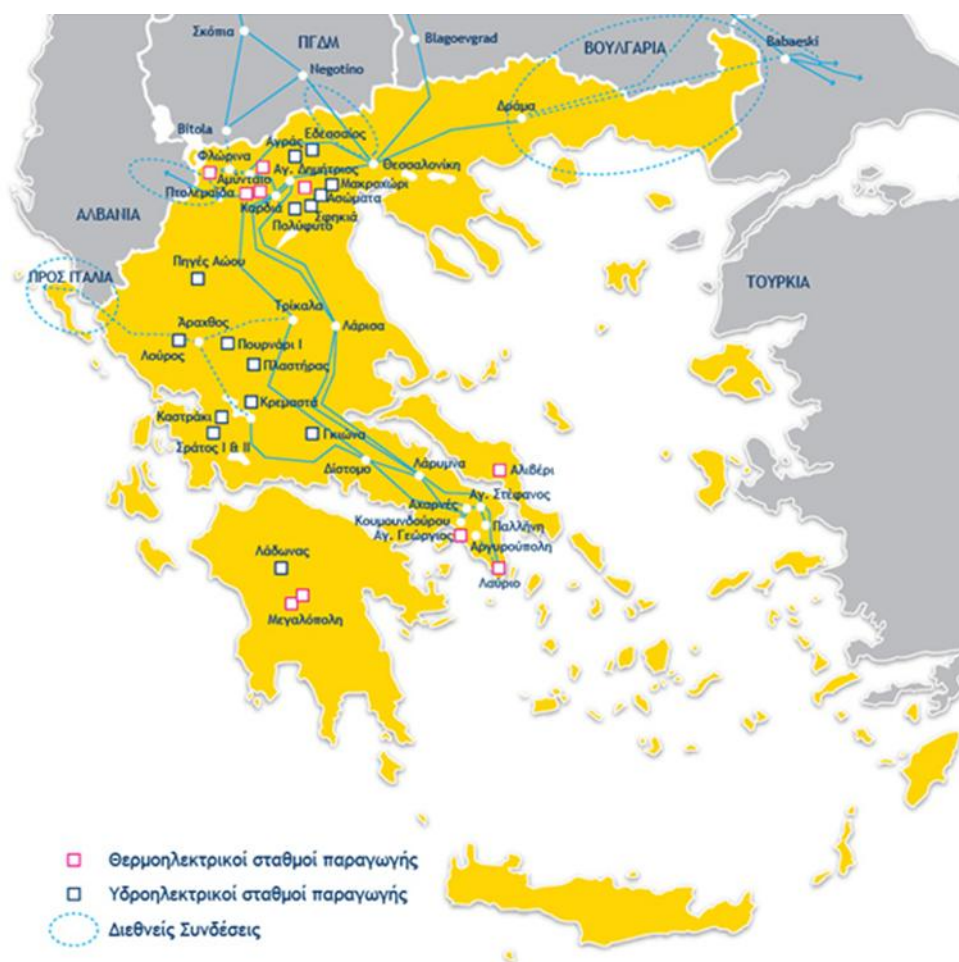 Σκόπια
ΠΓΔΜ
Blagoevgrad
ΒΟΥΛΓΑΡΙΑ
Babaeski
Negotino
Δράμα
Bitola
Εδεσσαίος
Αγράς
Φλώρινα
Αγ. Δημήτριος
Θεσσαλονίκη
Αμύνταιο
Μακραχώρι
Πτολεμαΐδα
Ασώματα
Καρδιά
Σφηκιά
Πολύφυτο
ΑΛΒΑΝΙΑ
Πηγές Αώου
ΠΡΟΣ ΙΤΑΛΙΑ
ΤΟΥΡΚΙΑ
Τρίκαλα
Άραχθος
Λάρισα
Λούρος
Πουρνάρι Ι
Πλαστήρας
Κρεμαστά
Καστράκι
Γκιώνα
Σράτος Ι & ΙΙ
Δίστομο
Λάρυμνα
Αλιβέρι
Αγ. Στέφανος
Αχαρνές
Κουμουνδούρου
Παλλήνη
Αγ. Γεώργιος
Αργυρούπολη
Λαύριο
Λάδωνας
Μεγαλόπολη
Θερμοηλεκτρικοί σταθμοί παραγωγής
Υδροηλεκτρικοί σταθμοί παραγωγής
Διεθνείς Συνδέσεις